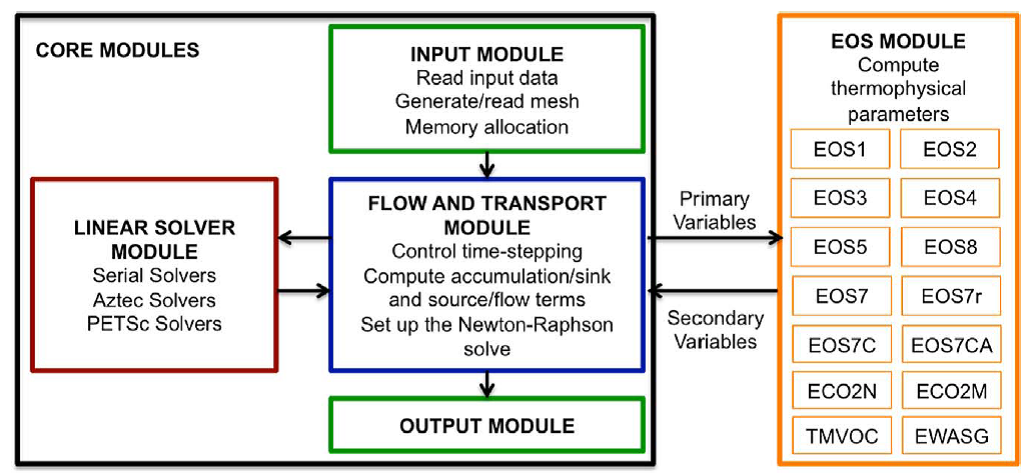 CORE MODULES
INPUT MODULE
Read input data
Generate/read mesh
Memory allocation
LINEAR SOLVER
MODULE
Serial Solvers
Aztec Solvers
PETSc Solvers
FLOW AND TRANSPORT
MODULE
Control time-stepping
Compute accumulation/sink
and source/flow terms
Set up the Newton-Raphson
solve
OUTPUT MODULE
Primary
Variables
Secondary
Variables
EOS MODULE
Compute
thermophysical
parameters
EOS1 EOS2
EOS3 EOS4
EOS5 EOS8
EOS7 EOS7r
EOS7C EOS7CA
ECO2N ECO2M
TMVOC EWASG